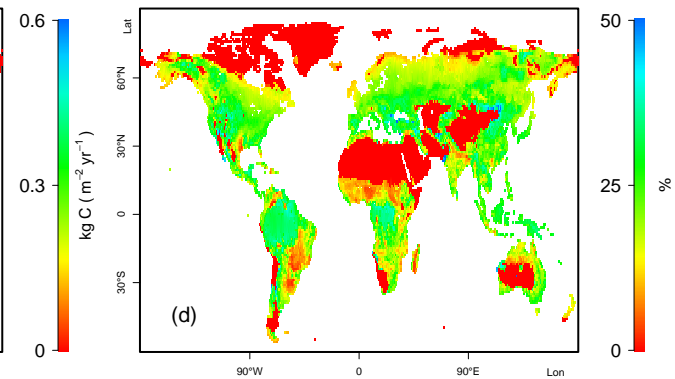 0.6
0.3
0
kg C ( m⁻² yr⁻¹ )
Lat
60°N
30°N
0
30°S
(d)
90°W
0
90°E
Lon
50
25
0
%